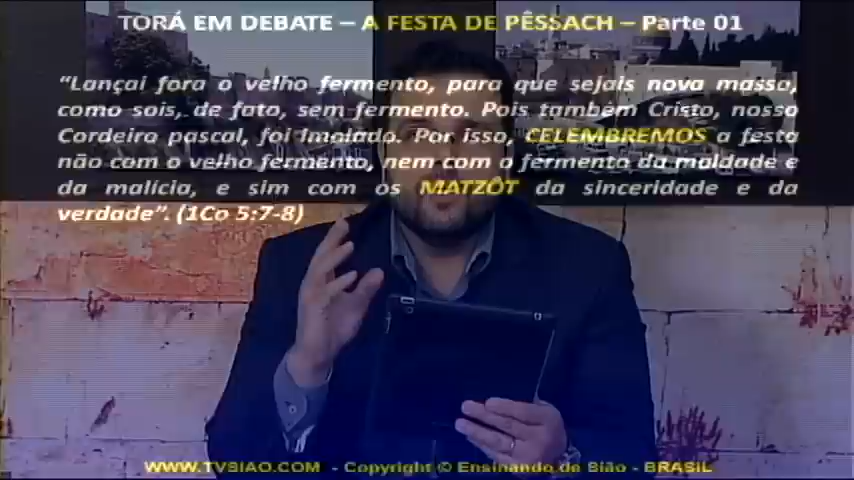 TORÁ EM DEBATE – A FESTA DE PÊSSACH – Parte 01
“Lançai fora o velho fermento, para que sejais nova massa,
como sois, de fato, sem fermento. Pois também Cristo, nosso
Cordeiro pascal, foi imolado. Por isso, CELEMBREMOS a festa
não com o velho fermento, nem com o fermento da maldade e
da malícia, e sim com os MATZÔT da sinceridade e da
verdade”. (1Co 5:7-8)
WWW.TVSIAO.COM - Copyright © Ensinando de Sião - BRASIL